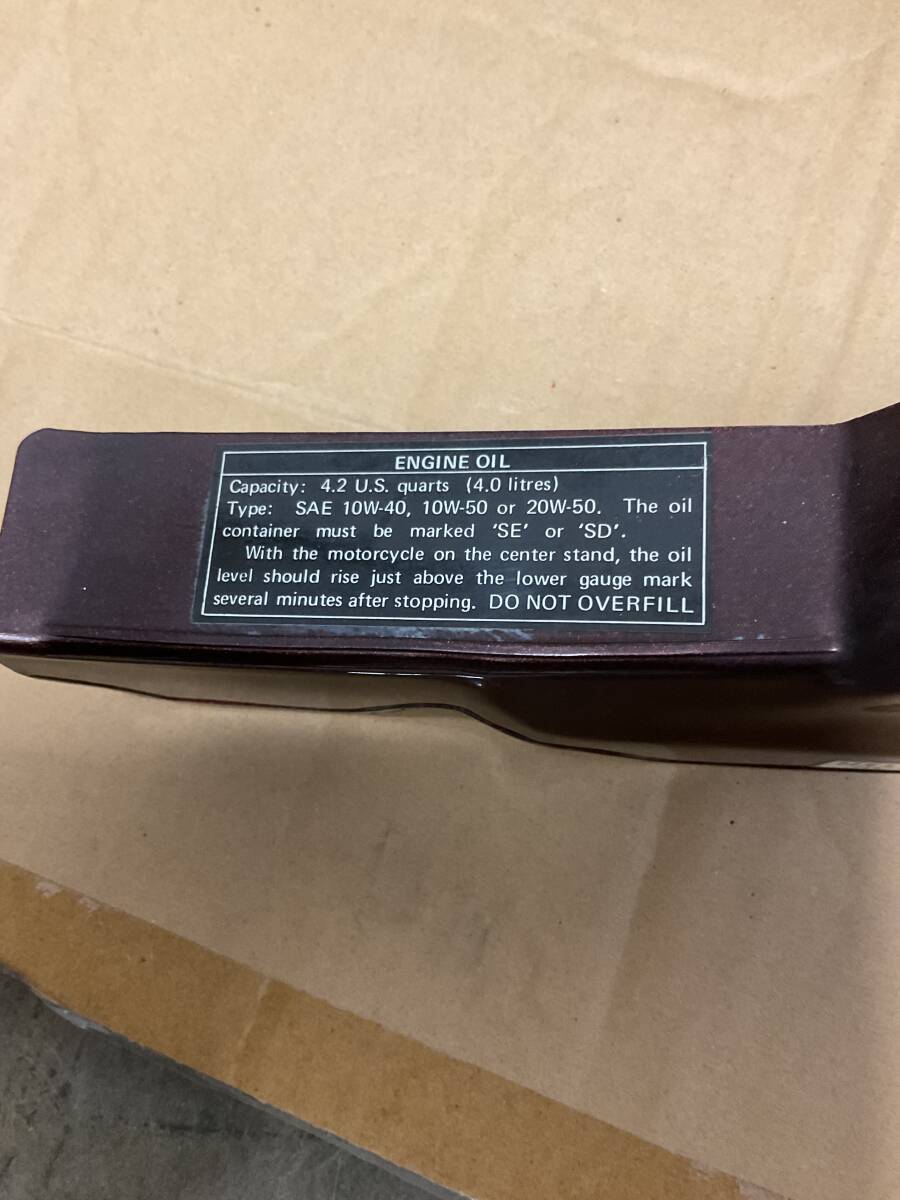 ENGINE OIL
Capacity: 4.2 U.S. quarts (4.0 litres)
Type: SAE 10W-40, 10W-50 or 20W-50. The oil
container must be marked ‘SE’ or ‘SD’.
With the motorcycle on the center stand, the oil
level should rise just above the lower gauge mark
several minutes after stopping. DO NOT OVERFILL